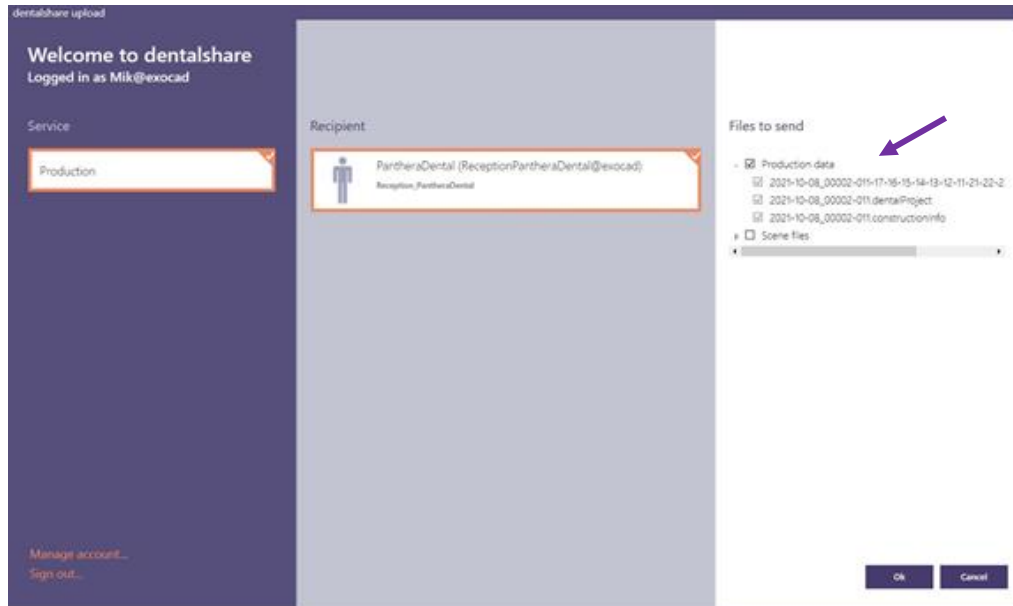 dentalshare upload
Welcome to dentalshare
Logged in as Mik@exocad
Service
Production
Manage account...
Sign out...
Recipient
PantheraDental (ReceptionPantheraDental@exocad)
Reception_PantheraDental
Files to send
Production data
2021-10-08_00002-011-17-16-15-14-13-12-11-21-22-2
2021-10-08_00002-011.dentalProject
2021-10-08_00002-011.constructionInfo
Scene files
Ok
Cancel